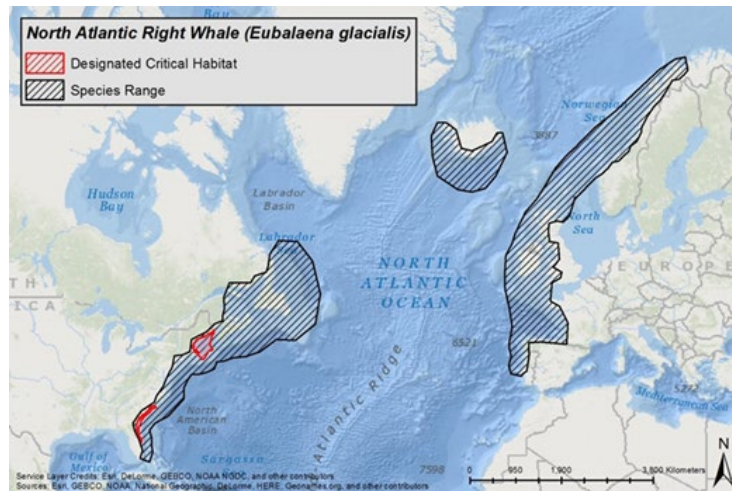 North Atlantic Right Whale (Eubalaena glacialis)
Designated Critical Habitat
Species Range
Norwegian
Sea
3887
Hudson
Bay
Labrador
Basin
Labrador
Sea
North
Sea
NORTH
ATLANTIC
OCEAN
EUROPE
TH
ICA
6521
Atlantic Ridge
North
American
Basin
Gulf of
Mexico
Sargasso
7598
5272
Mediterranean Sea
N
0 950 1,900 3,800 Kilometers
Service Layer Credits: Esri, DeLorme, GEBCO, NOAA NGDC, and other contributors
Sources: Esri, GEBCO, NOAA, National Geographic, DeLorme, HERE, Geonames.org, and other contributors